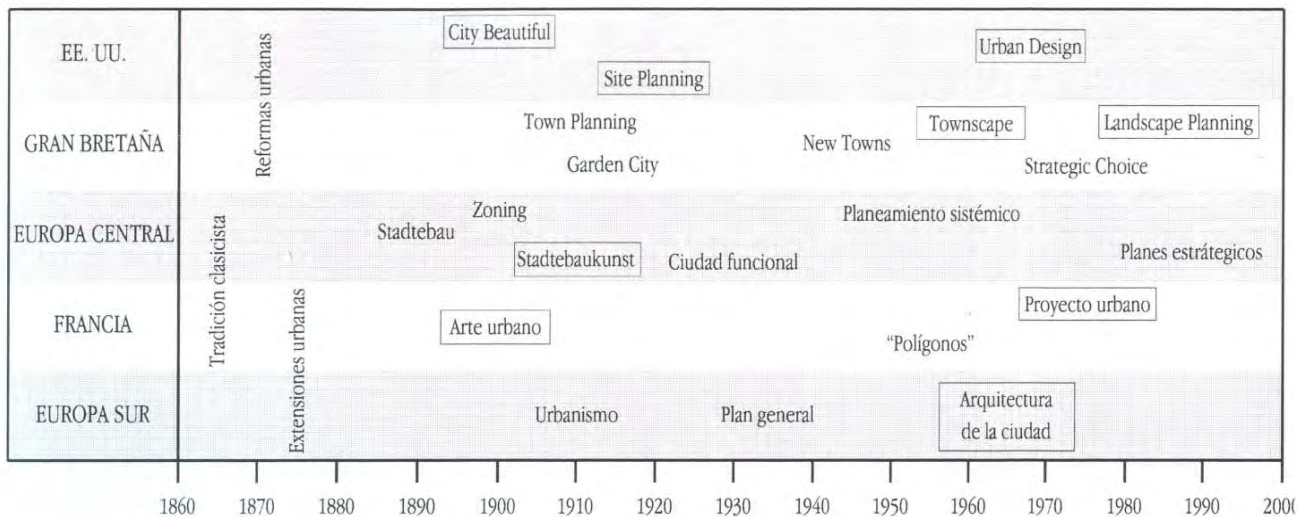 EE. UU.
Reformas urbanas
City Beautiful
Site Planning
Urban Design
GRAN BRETAÑA
Town Planning
Garden City
New Towns
Townscape
Landscape Planning
Strategic Choice
EUROPA CENTRAL
Tradición clasicista
Stadtebau
Zoning
Stadtebaukunst
Ciudad funcional
Planeamiento sistémico
Planes estrátegicos
FRANCIA
Extensiones urbanas
Arte urbano
"Polígonos"
Proyecto urbano
EUROPA SUR
Urbanismo
Plan general
Arquitectura
de la ciudad
1860 1870 1880 1890 1900 1910 1920 1930 1940 1950 1960 1970 1980 1990 200